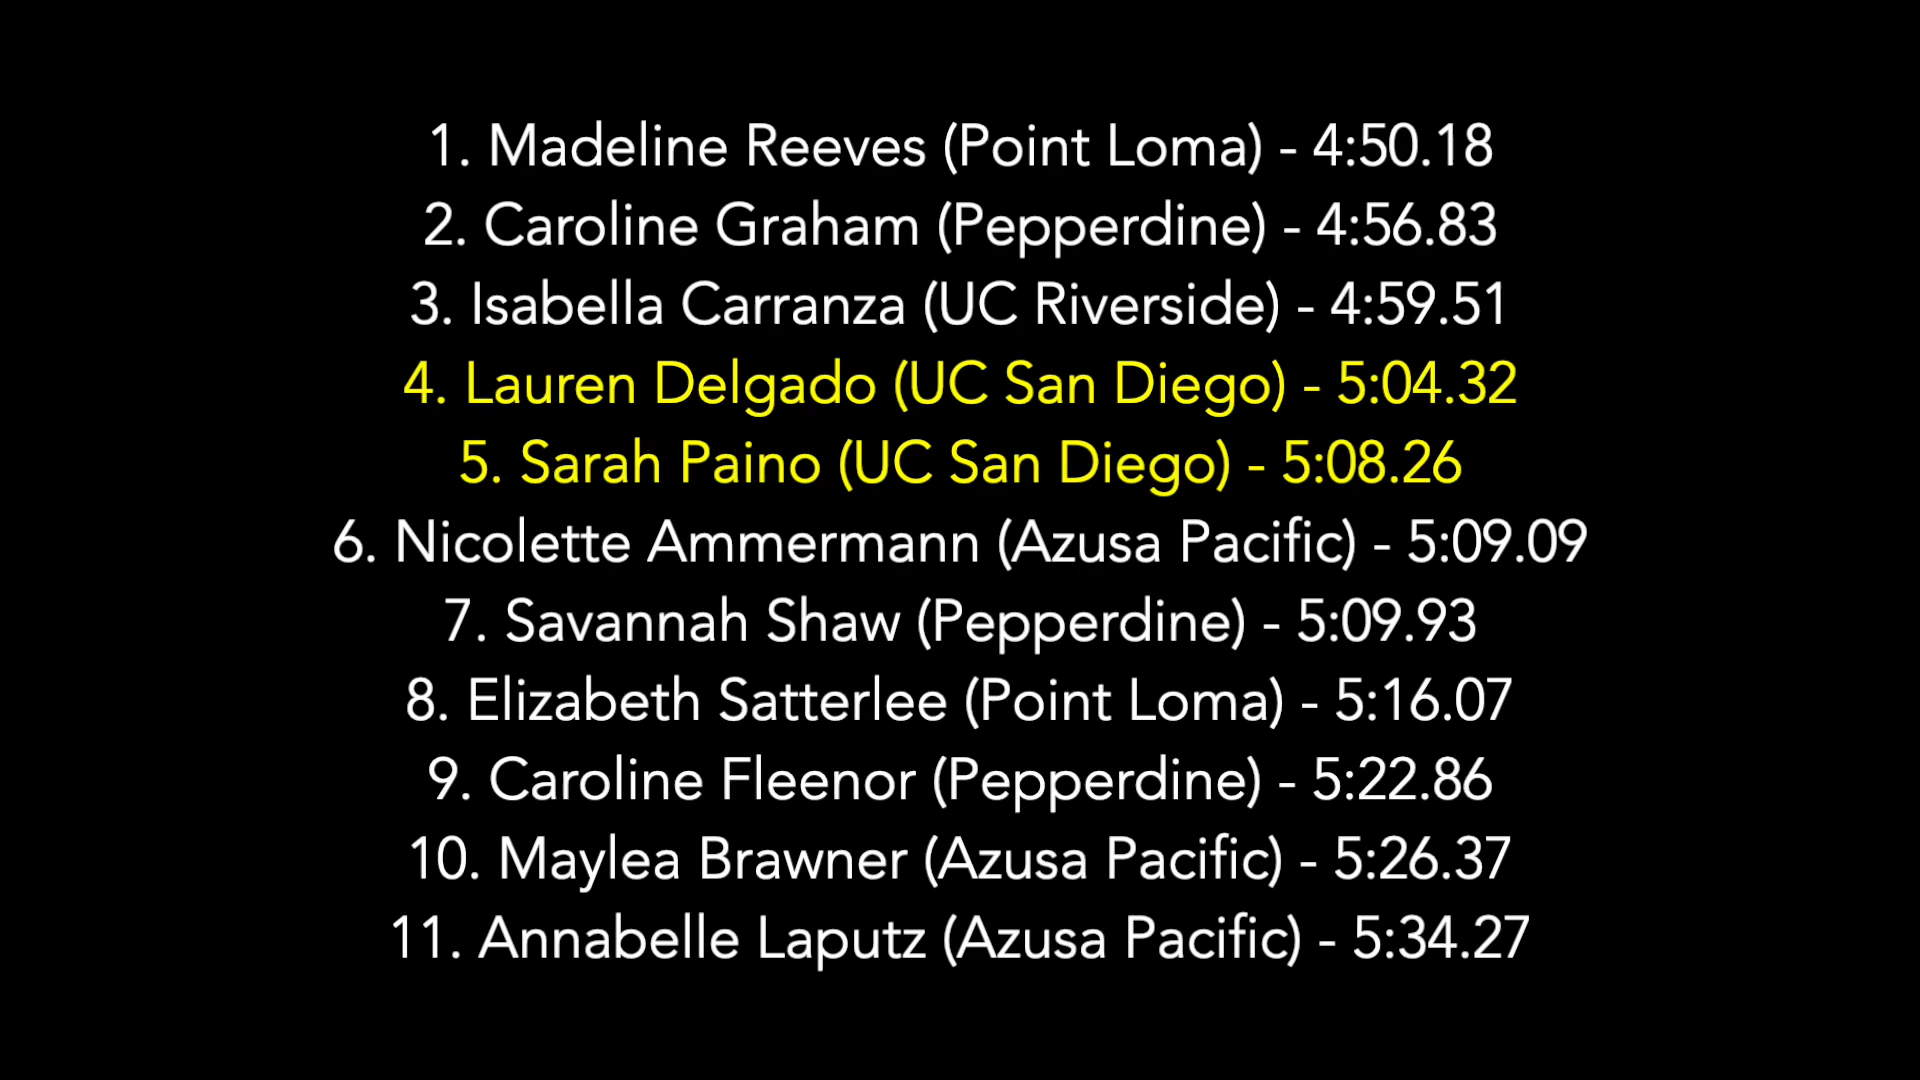 1. Madeline Reeves (Point Loma) - 4:50.18
2. Caroline Graham (Pepperdine) - 4:56.83
3. Isabella Carranza (UC Riverside) - 4:59.51
4. Lauren Delgado (UC San Diego) - 5:04.32
5. Sarah Paino (UC San Diego) - 5:08.26
6. Nicolette Ammermann (Azusa Pacific) - 5:09.09
7. Savannah Shaw (Pepperdine) - 5:09.93
8. Elizabeth Satterlee (Point Loma) - 5:16.07
9. Caroline Fleenor (Pepperdine) - 5:22.86
10. Maylea Brawner (Azusa Pacific) - 5:26.37
11. Annabelle Laputz (Azusa Pacific) - 5:34.27